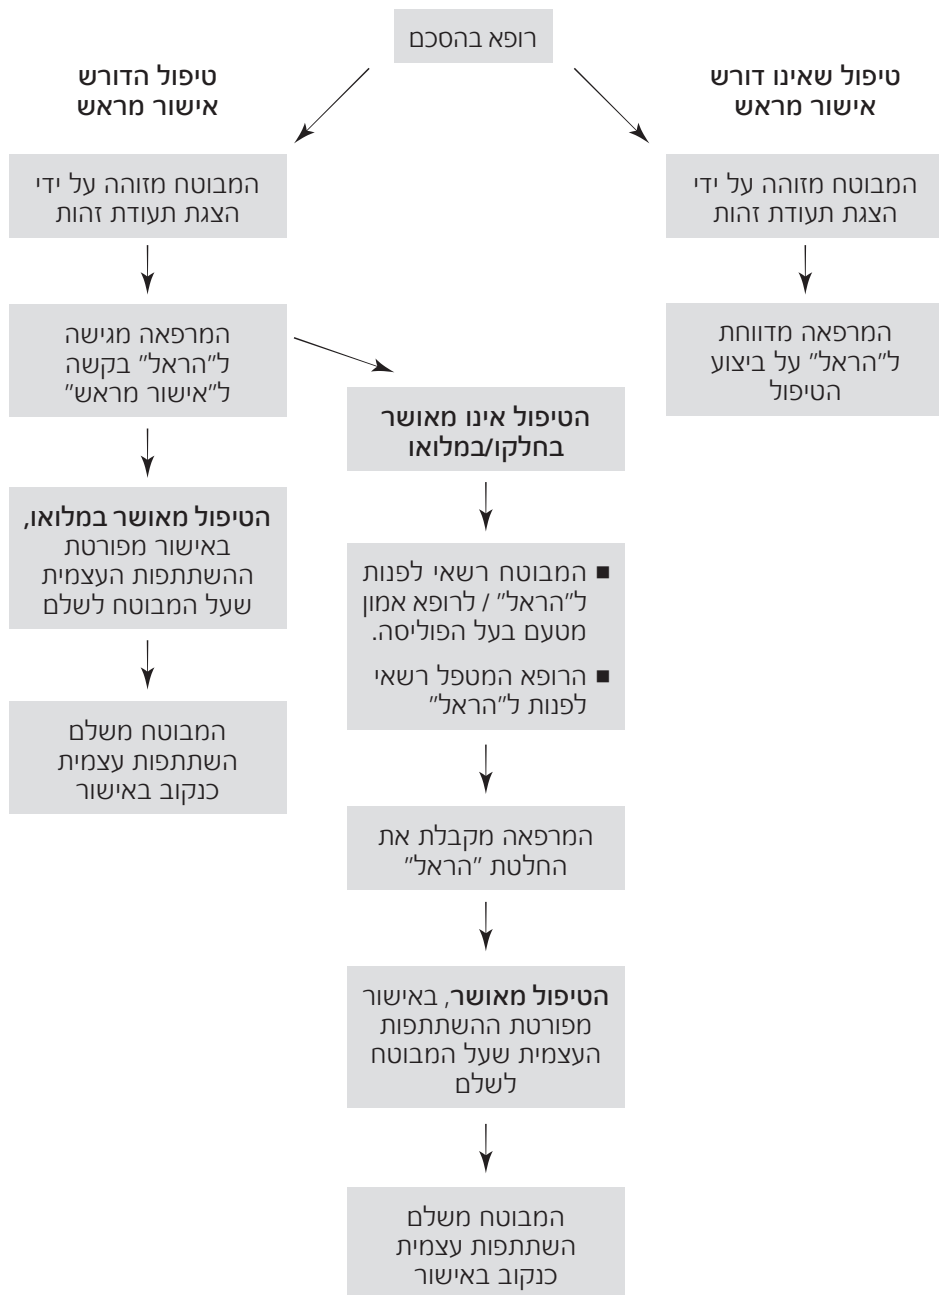 רופא בהסכם
טיפול שאינו דורש
אישור מראש
המבוטח מזוהה על ידי
הצגת תעודת זהות
המרפאה מדווחת
ל"הראל" על ביצוע
הטיפול
טיפול הדורש
אישור מראש
המבוטח מזוהה על ידי
הצגת תעודת זהות
המרפאה מגישה
ל"הראל" בקשה
ל"אישור מראש"
הטיפול מאושר במלואו,
באישור מפורטת
ההשתתפות העצמית
שעל המבוטח לשלם
המבוטח משלם
השתתפות עצמית
כנקוב באישור
הטיפול אינו מאושר
בחלקו/במלואו
■ המבוטח רשאי לפנות
ל"הראל" / לרופא אמון
מטעם בעל הפוליסה.
■ הרופא המטפל רשאי
לפנות ל"הראל"
המרפאה מקבלת את
החלטת "הראל"
הטיפול מאושר, באישור
מפורטת ההשתתפות
העצמית שעל המבוטח
לשלם
המבוטח משלם
השתתפות עצמית
כנקוב באישור